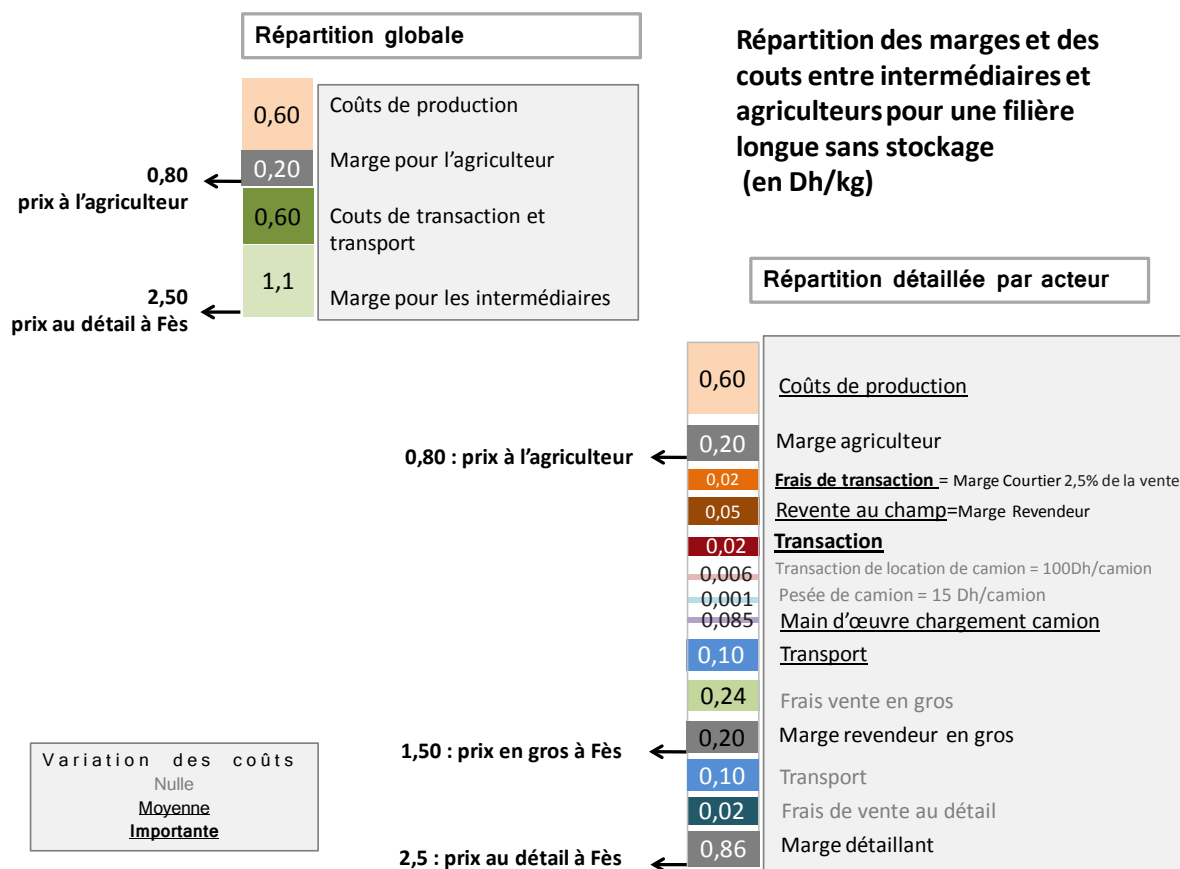 Répartition globale
Répartition des marges et des
couts entre intermédiaires et
agriculteurs pour une filière
longue sans stockage
(en Dh/kg)
0,60
Coûts de production
0,20
Marge pour l'agriculteur
0,80
prix à l'agriculteur
0,60
Couts de transaction et
transport
1,1
Marge pour les intermédiaires
2,50
prix au détail à Fès
Répartition détaillée par acteur
0,60
Coûts de production
0,20
Marge agriculteur
0,80 : prix à l'agriculteur
0,02
Frais de transaction = Marge Courtier 2,5% de la vente
0,05
Revente au champ=Marge Revendeur
0,02
Transaction
0,006
Transaction de location de camion = 100Dh/camion
0,001
Pesée de camion = 15 Dh/camion
0,085
Main d'œuvre chargement camion
0,10
Transport
0,24
Frais vente en gros
0,20
Marge revendeur en gros
1,50 : prix en gros à Fès
0,10
Transport
0,02
Frais de vente au détail
0,86
Marge détaillant
2,5 : prix au détail à Fès
Variation des coûts
Nulle
Moyenne
Importante